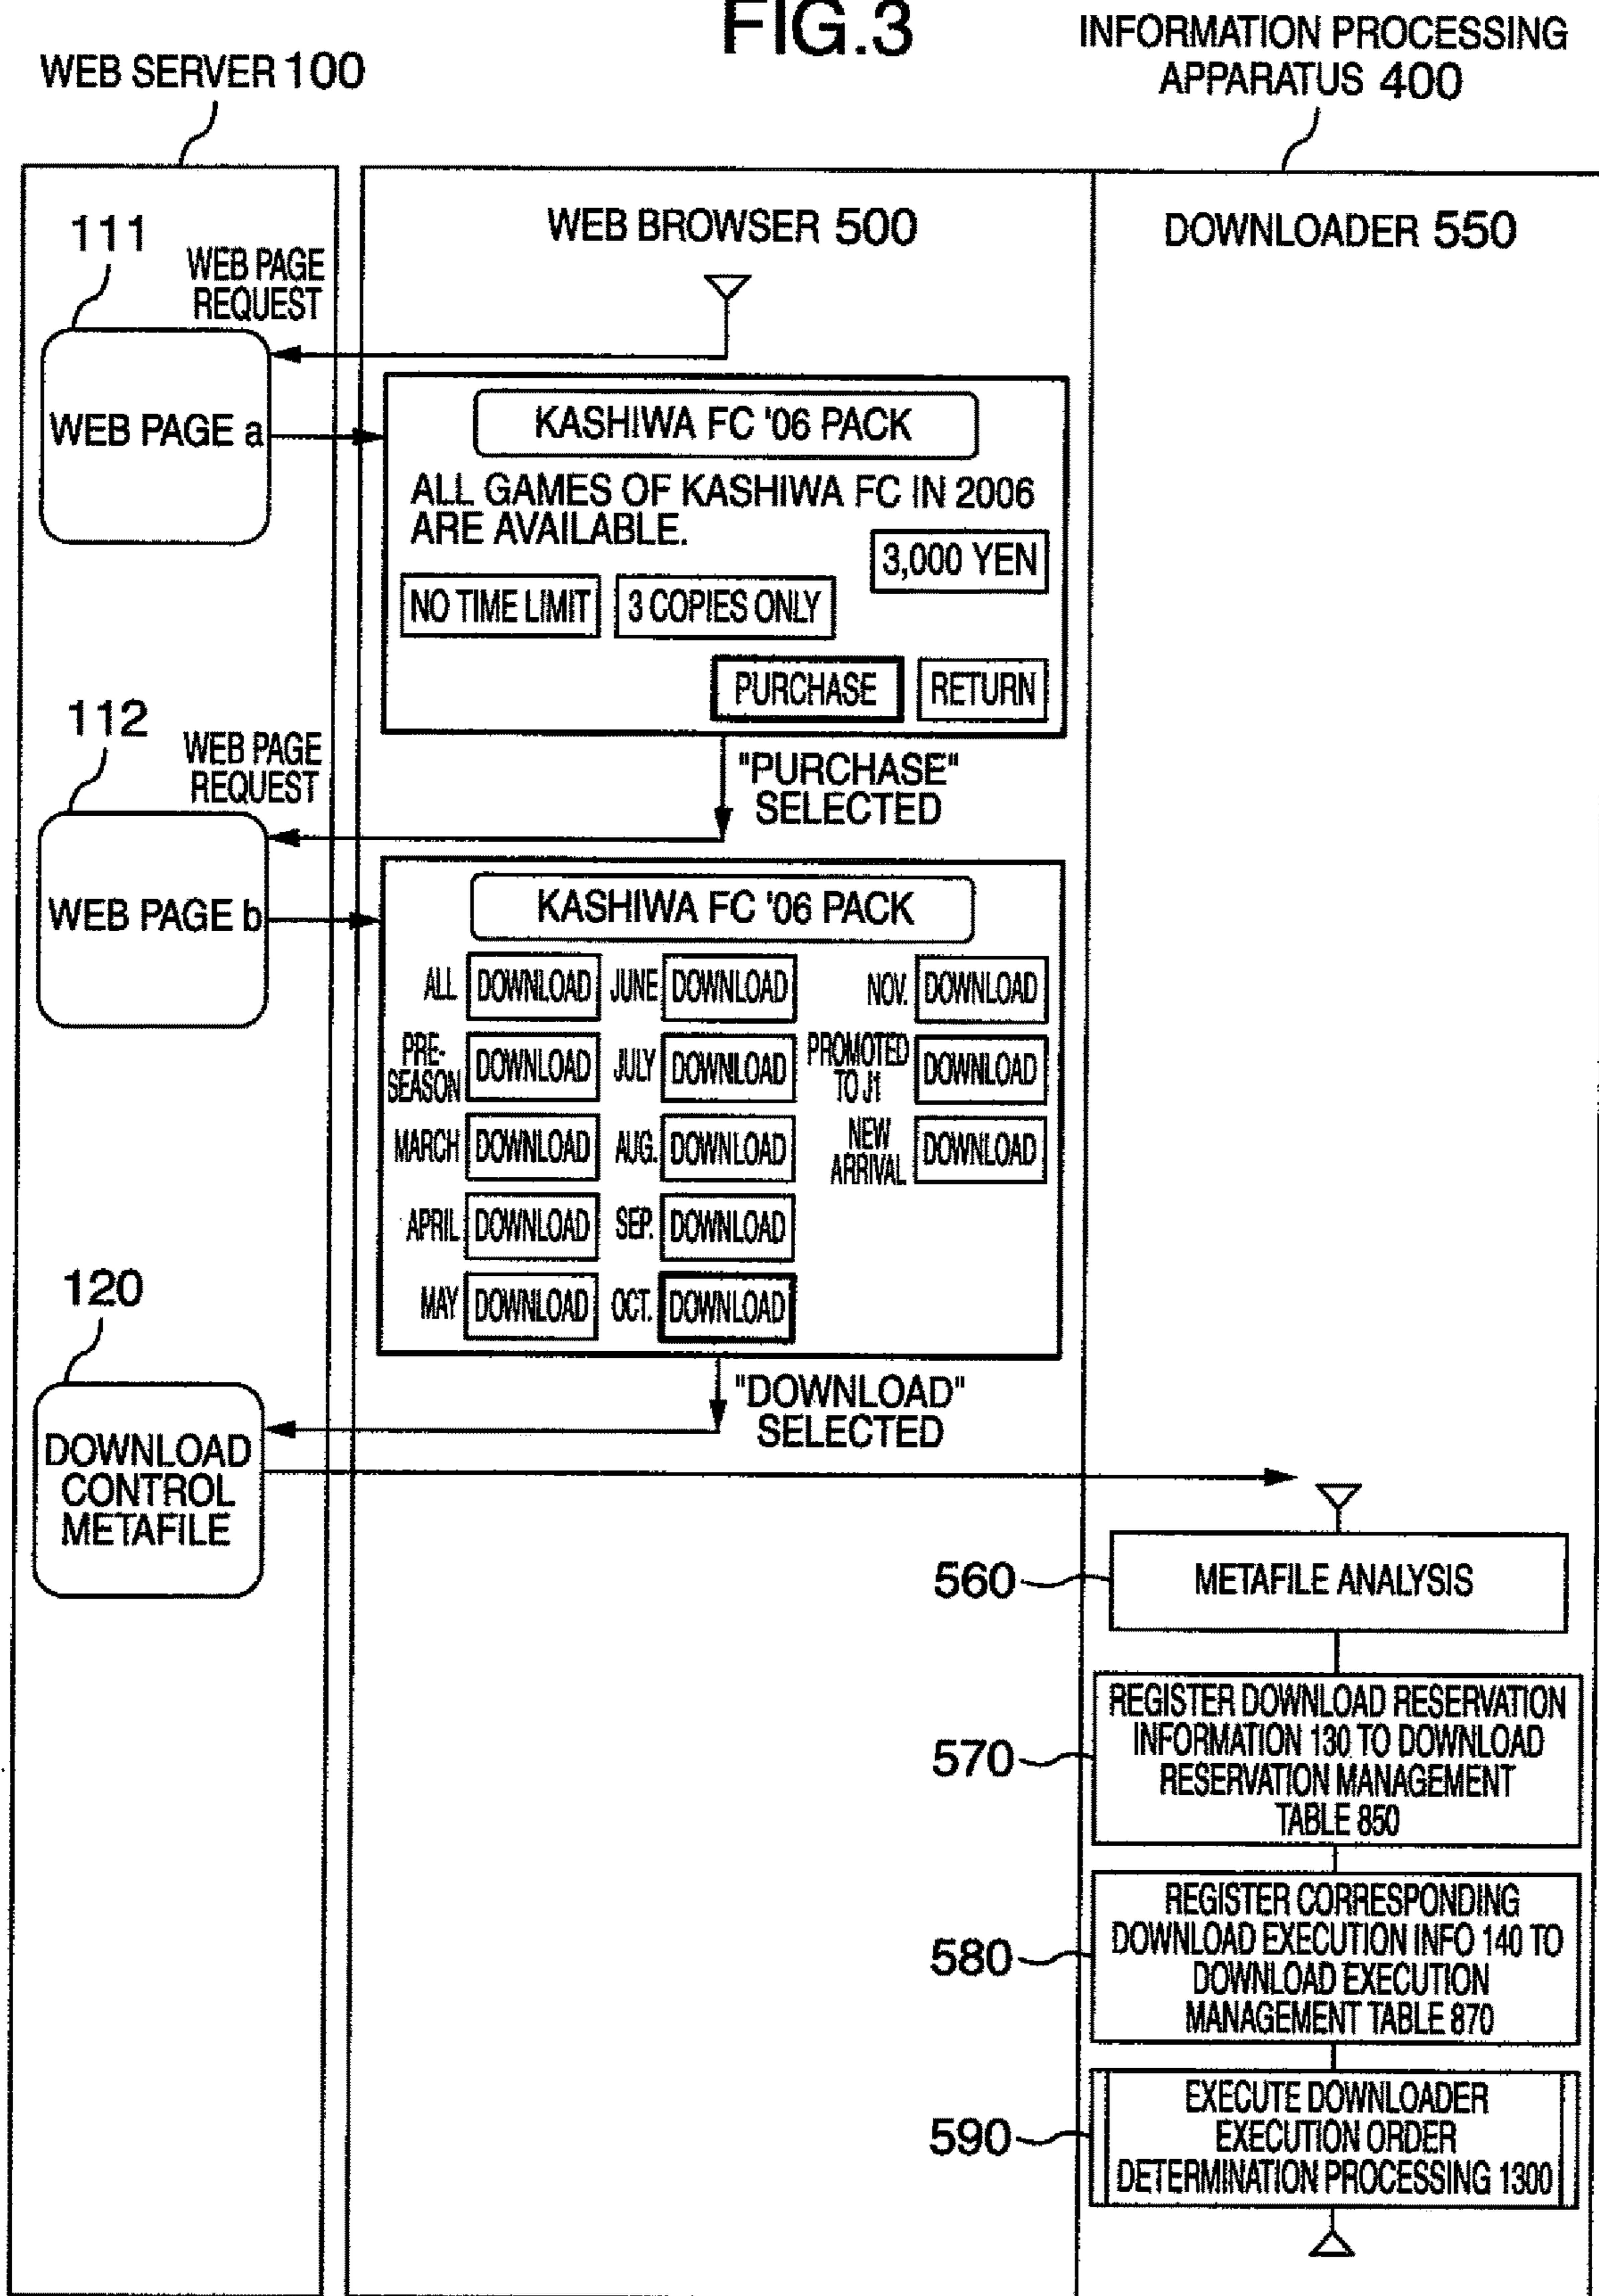 FIG.3
WEB SERVER 100
INFORMATION PROCESSING
APPARATUS 400
WEB BROWSER 500
DOWNLOADER 550
111
WEB PAGE
REQUEST
WEB PAGE a
KASHIWA FC '06 PACK
ALL GAMES OF KASHIWA FC IN 2006
ARE AVAILABLE.
3,000 YEN
NO TIME LIMIT
3 COPIES ONLY
PURCHASE
RETURN
112
WEB PAGE
REQUEST
"PURCHASE"
SELECTED
WEB PAGE b
KASHIWA FC '06 PACK
ALL DOWNLOAD JUNE DOWNLOAD NOV. DOWNLOAD
PRE-
SEASON DOWNLOAD JULY DOWNLOAD PROMOTED
TO J1 DOWNLOAD
MARCH DOWNLOAD AUG. DOWNLOAD NEW
ARRIVAL DOWNLOAD
APRIL DOWNLOAD SEP. DOWNLOAD
MAY DOWNLOAD OCT. DOWNLOAD
120
"DOWNLOAD"
SELECTED
DOWNLOAD
CONTROL
METAFILE
560
METAFILE ANALYSIS
570
REGISTER DOWNLOAD RESERVATION
INFORMATION 130 TO DOWNLOAD
RESERVATION MANAGEMENT
TABLE 850
580
REGISTER CORRESPONDING
DOWNLOAD EXECUTION INFO 140 TO
DOWNLOAD EXECUTION
MANAGEMENT TABLE 870
590
EXECUTE DOWNLOADER
EXECUTION ORDER
DETERMINATION PROCESSING 1300